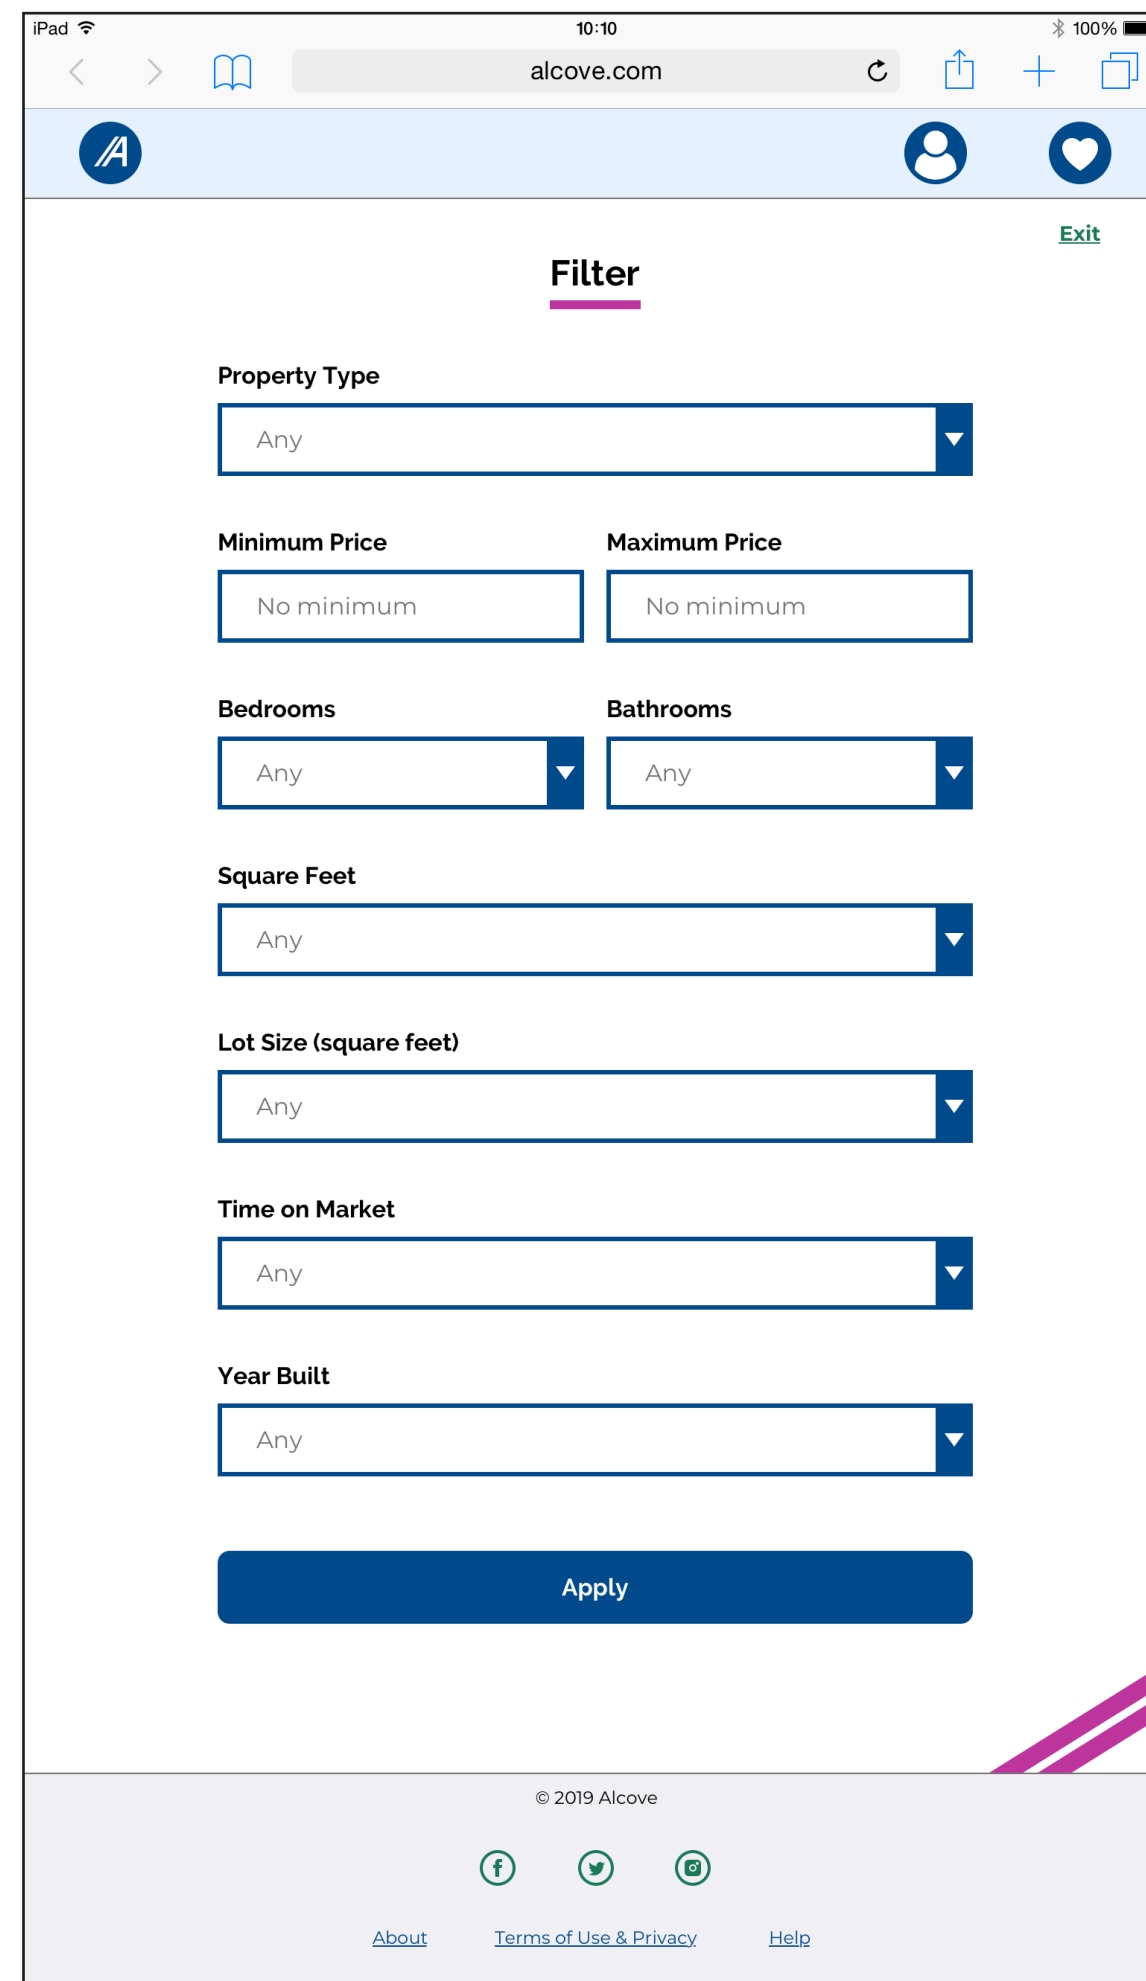 iPad 10:10 100%
alcove.com
A
Exit
Filter
Property Type
Any
Minimum Price Maximum Price
No minimum No minimum
Bedrooms Bathrooms
Any Any
Square Feet
Any
Lot Size (square feet)
Any
Time on Market
Any
Year Built
Any
Apply
© 2019 Alcove
About Terms of Use & Privacy Help